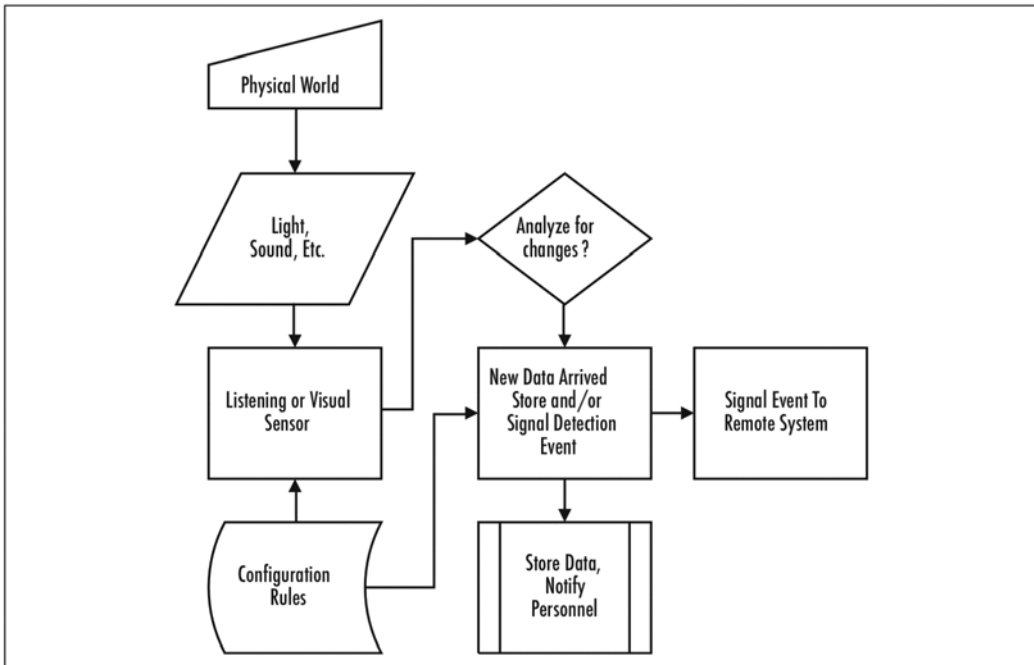 Physical World
Light,
Sound, Etc.
Analyze for
changes ?
Listening or Visual
Sensor
New Data Arrived
Store and/or
Signal Detection
Event
Signal Event To
Remote System
Configuration
Rules
Store Data,
Notify
Personnel